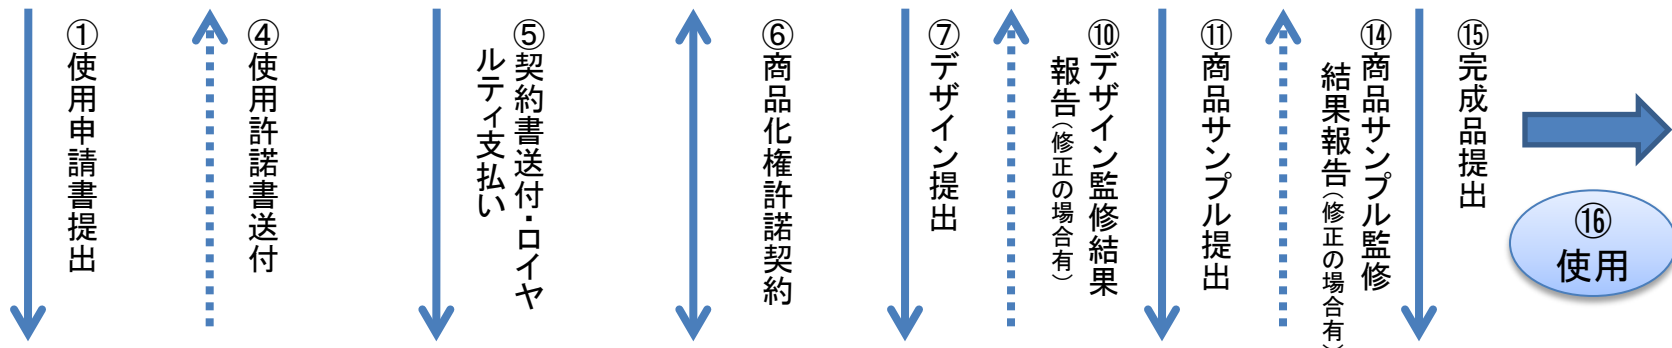 ①使用申請書提出
④使用許諾書送付
⑤契約書送付・ロイヤ
ルティ支払い
⑥商品化権許諾契約
⑦デザイン提出
⑩デザイン監修結果
報告（修正の場合有）
⑪商品サンプル提出
⑭商品サンプル監修
結果報告（修正の場合有）
⑮完成品提出
⑯
使用